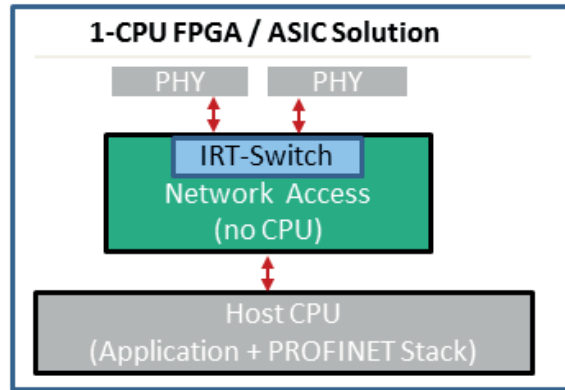 1-CPU FPGA / ASIC Solution
PHY PHY
IRT-Switch
Network Access
(no CPU)
Host CPU
(Application + PROFINET Stack)